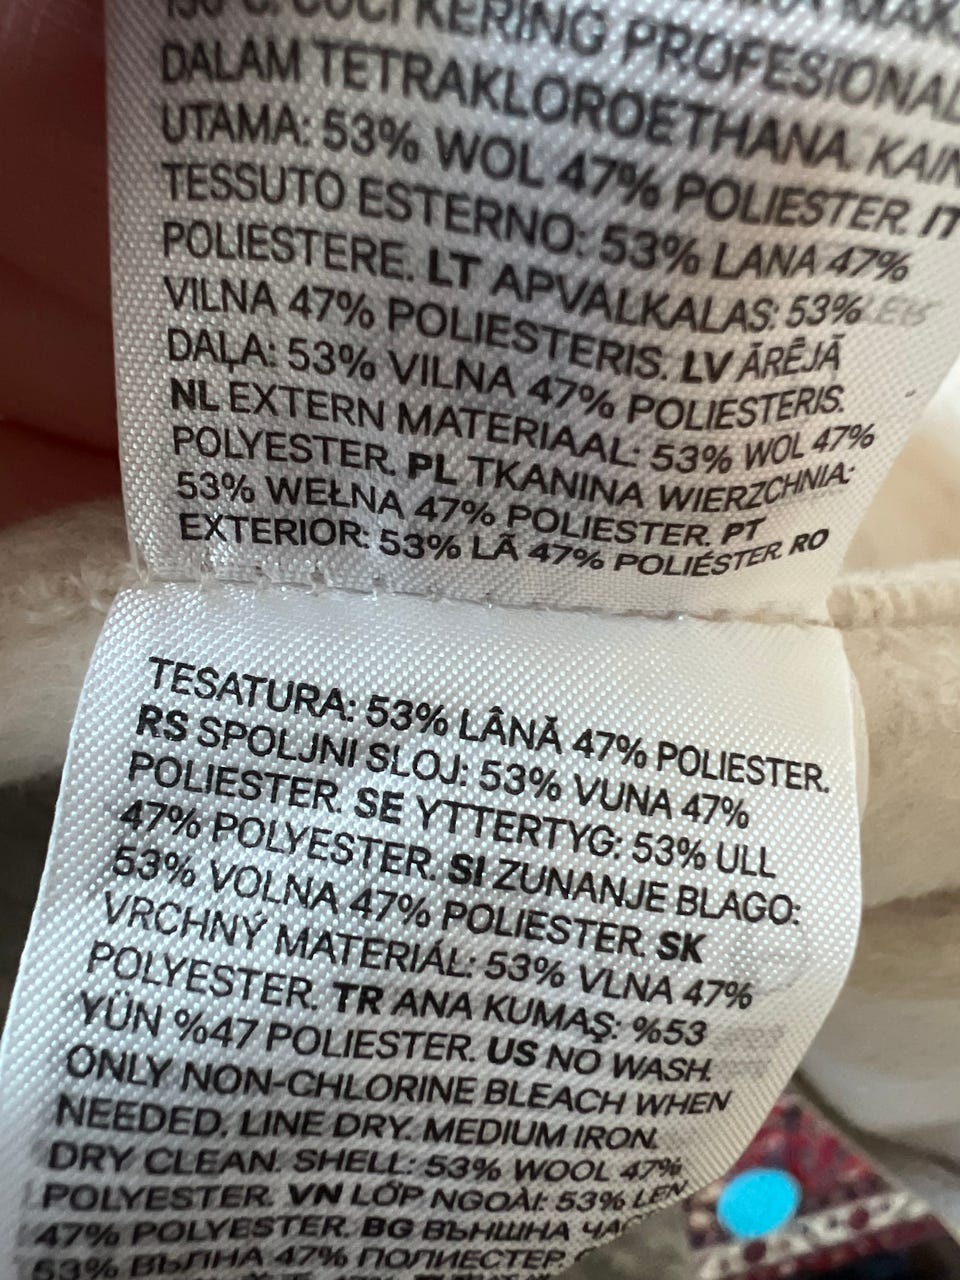 KERING PROFESIONAL
DALAM TETRAKLOROETHANA. KAIN
UTAMA: 53% WOL 47% POLIESTER. IT
TESSUTO ESTERNO: 53% LANA 47%
POLIESTERE. LT APVALKALAS: 53%
VILNA 47% POLIESTERIS. LV ĀRĒJĀ
DAĻA: 53% VILNA 47% POLIESTERIS.
NL EXTERN MATERIAAL: 53% WOL 47%
POLYESTER. PL TKANINA WIERZCHNIA:
53% WEŁNA 47% POLIESTER. PT
EXTERIOR: 53% LÃ 47% POLIÉSTER. RO
TESATURA: 53% LÂNĂ 47% POLIESTER.
RS SPOLJNI SLOJ: 53% VUNA 47%
POLIESTER. SE YTTERTYG: 53% ULL
47% POLYESTER. SI ZUNANJE BLAGO:
53% VOLNA 47% POLIESTER. SK
VRCHNÝ MATERIÁL: 53% VLNA 47%
POLYESTER. TR ANA KUMAŞ: %53
YÜN %47 POLIESTER. US NO WASH.
ONLY NON-CHLORINE BLEACH WHEN
NEEDED. LINE DRY. MEDIUM IRON.
DRY CLEAN. SHELL: 53% WOOL 47%
POLYESTER. VN LỚP NGOÀI: 53% LEN
47% POLYESTER. BG ВЪНШНА
53% ВЪЛНА 47% ПОЛИЕСТЕР.